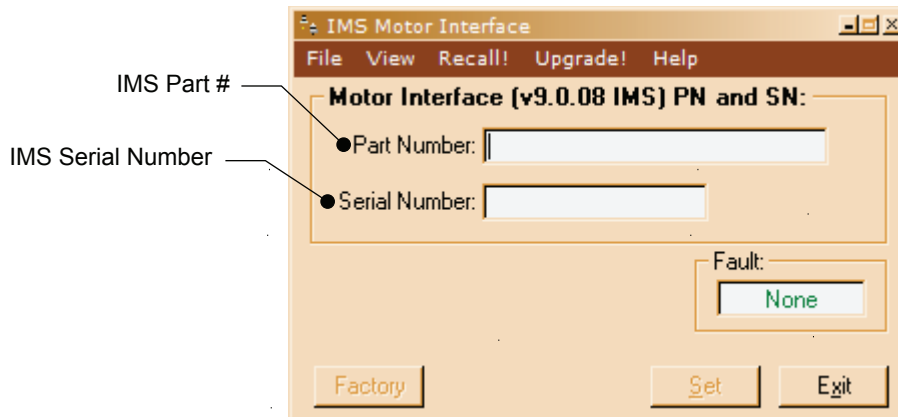 IMS Motor Interface
File View Recall! Upgrade! Help
IMS Part #
Motor Interface (v9.0.08 IMS) PN and SN:
Part Number:
IMS Serial Number
Serial Number:
Fault:
None
Factory
Set
Exit